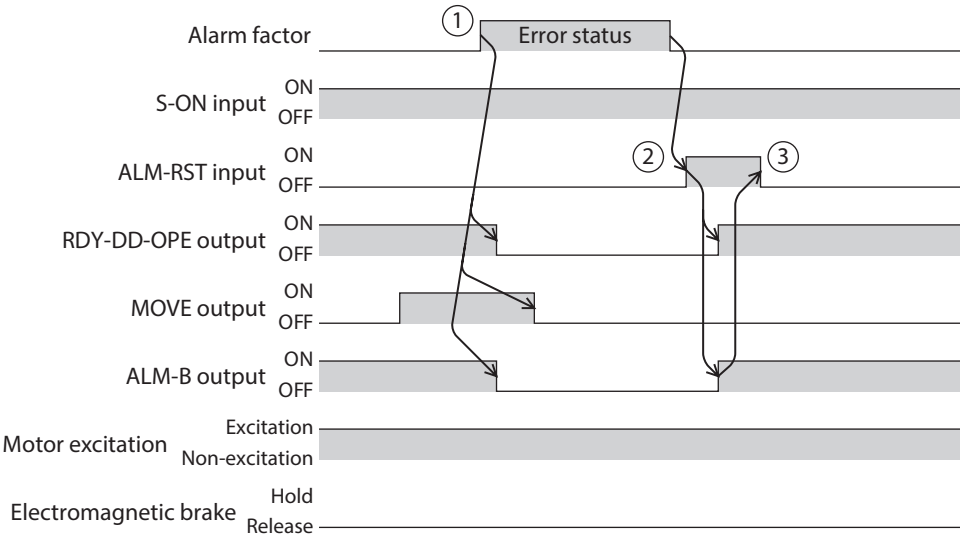 Alarm factor
① Error status
S-ON input
ON
OFF
ALM-RST input
ON
OFF
② ③
RDY-DD-OPE output
ON
OFF
MOVE output
ON
OFF
ALM-B output
ON
OFF
Motor excitation
Excitation
Non-excitation
Electromagnetic brake
Hold
Release